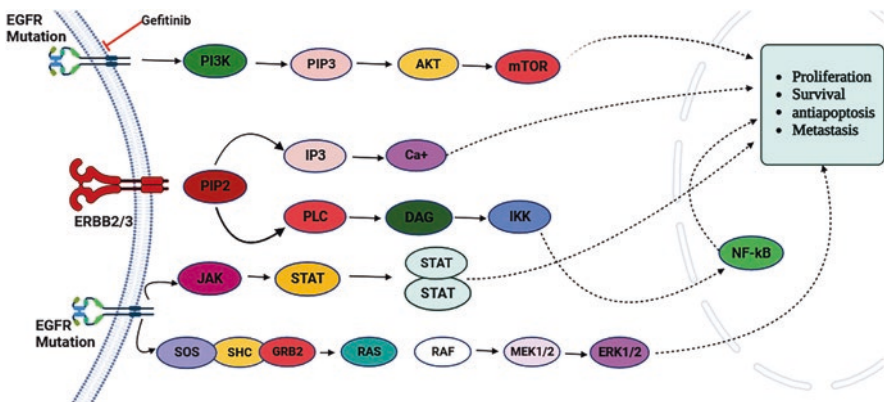 EGFR
Mutation
Gefitinib
PI3K
PIP3
AKT
mTOR
• Proliferation
• Survival
• antiapoptosis
• Metastasis
IP3
Ca+
ERBB2/3
PIP2
PLC
DAG
IKK
NF-kB
JAK
STAT
STAT
STAT
EGFR
Mutation
SOS
SHC
GRB2
RAS
RAF
MEK1/2
ERK1/2